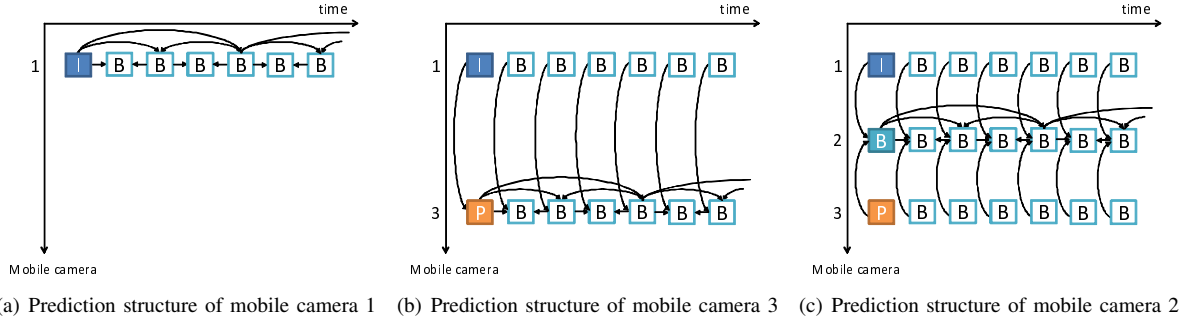 time
1 I B B B B B B
Mobile camera
(a) Prediction structure of mobile camera 1
time
1 I B B B B B B
3 P B B B B B B
Mobile camera
(b) Prediction structure of mobile camera 3
time
1 I B B B B B B
2 B B B B B B B
3 P B B B B B B
Mobile camera
(c) Prediction structure of mobile camera 2